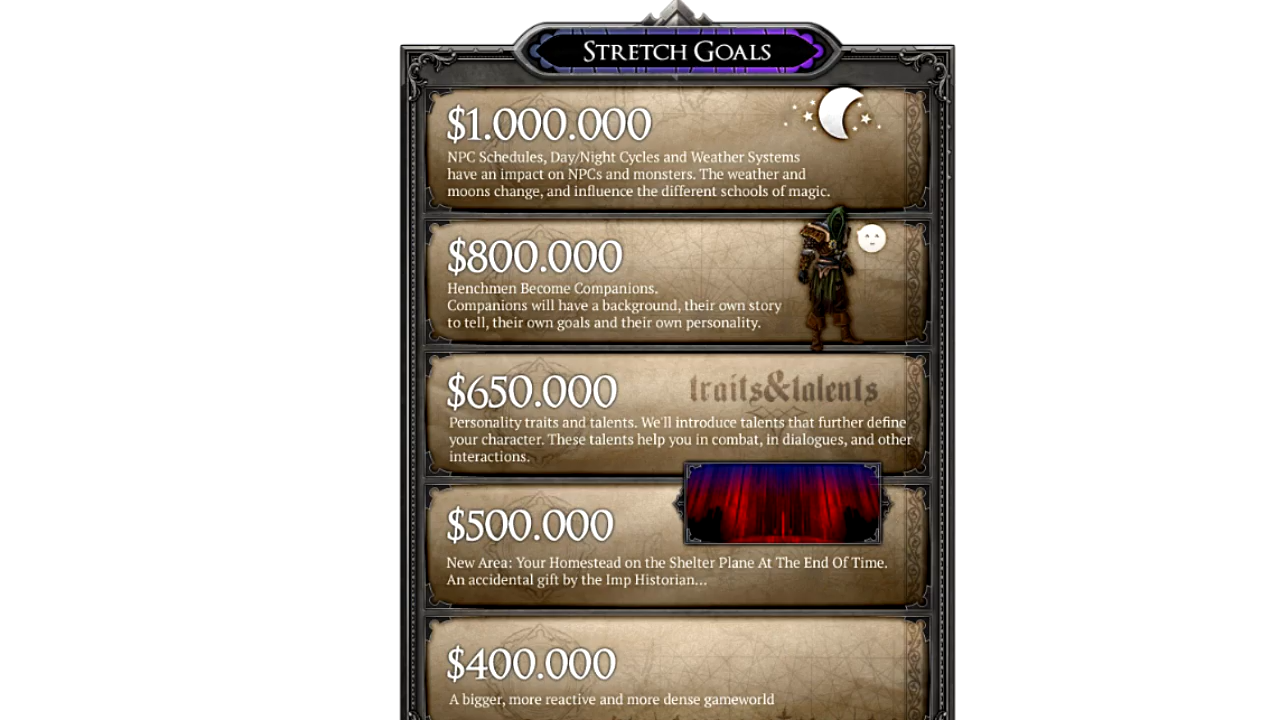 STRETCH GOALS
$1.000.000
NPC Schedules, Day/Night Cycles and Weather Systems
have an impact on NPCs and monsters. The weather and
moons change, and influence the different schools of magic.
$800.000
Henchmen Become Companions.
Companions will have a background, their own story
to tell, their own goals and their own personality.
$650.000
traits&talents
Personality traits and talents. We'll introduce talents that further define
your character. These talents help you in combat, in dialogues, and other
interactions.
$500.000
New Area: Your Homestead on the Shelter Plane At The End Of Time.
An accidental gift by the Imp Historian...
$400.000
A bigger, more reactive and more dense gameworld